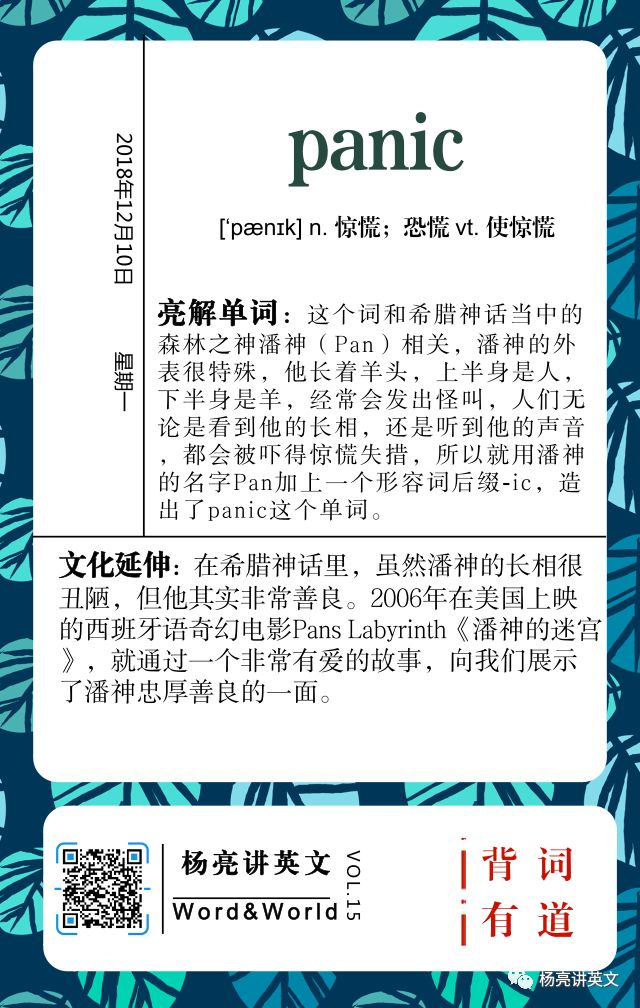 2018年12月10日 星期一
panic
['pænɪk] n. 惊慌；恐慌 vt. 使惊慌
亮解单词：这个词和希腊神话当中的
森林之神潘神（Pan）相关，潘神的外
表很特殊，他长着羊头，上半身是人，
下半身是羊，经常会发出怪叫，人们无
论是看到他的长相，还是听到他的声音
，都会被吓得惊慌失措，所以就用潘神
的名字Pan加上一个形容词后缀-ic，造
出了panic这个单词。
文化延伸：在希腊神话里，虽然潘神的长相很
丑陋，但他其实非常善良。2006年在美国上映
的西班牙语奇幻电影Pans Labyrinth《潘神的迷宫
》，就通过一个非常有爱的故事，向我们展示
了潘神忠厚善良的一面。
杨亮讲英文
Word&World
VOL.15
背词
有道
杨亮讲英文